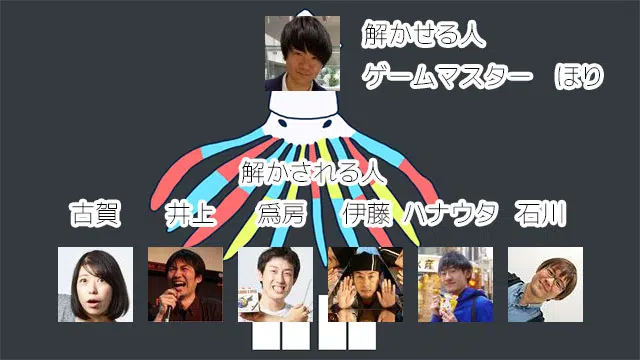 解かせる人
ゲームマスター ほり
解かされる人
古賀 井上 爲房 伊藤 ハナウタ 石川